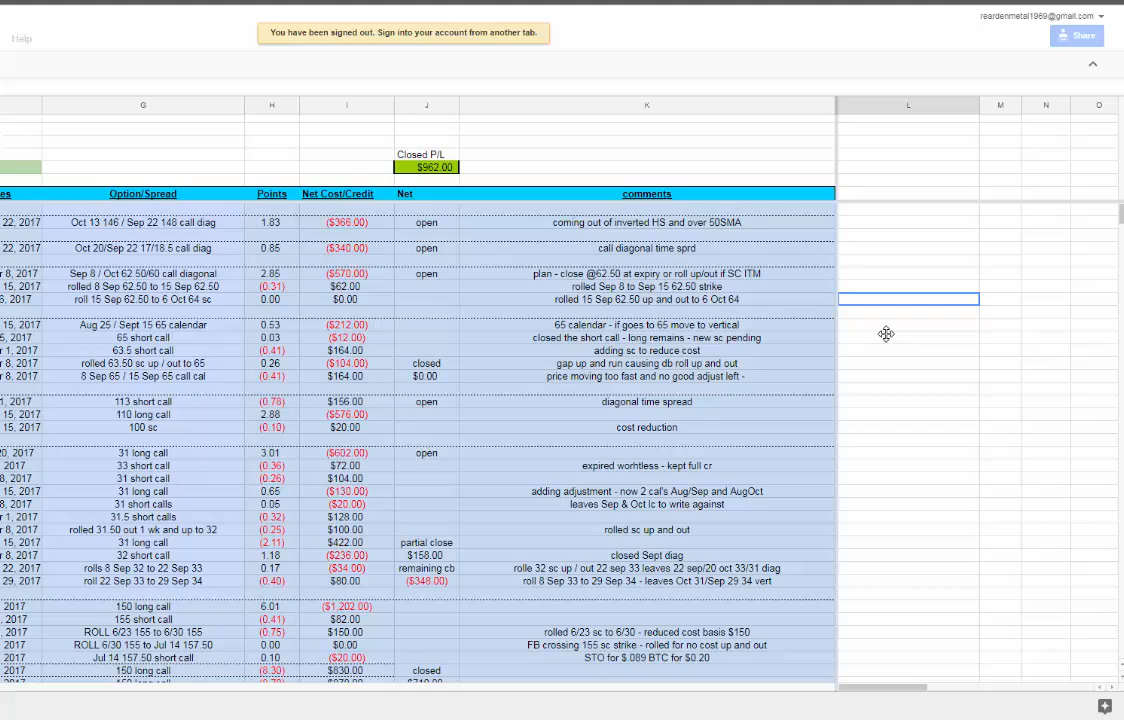 reardenmetal1969@gmail.com
You have been signed out. Sign into your account from another tab.
Help
Share
G H I J K L M N O
Closed P/L
$962.00
es Option/Spread Points Net Cost/Credit Net comments
22, 2017 Oct 13 146 / Sep 22 148 call diag 1.83 ($366.00) open coming out of inverted HS and over 50SMA
22, 2017 Oct 20/Sep 22 17/18.5 call diag 0.85 ($340.00) open call diagonal time sprd
r 8, 2017 Sep 8 / Oct 62.50/60 call diagonal 2.85 ($570.00) open plan - close @62.50 at expiry or roll up/out if SC ITM
15, 2017 rolled 8 Sep 62.50 to 15 Sep 62.50 (0.31) $62.00 rolled Sep 8 to Sep 15 62.50 strike
6, 2017 roll 15 Sep 62.50 to 6 Oct 64 sc 0.00 $0.00 rolled 15 Sep 62.50 up and out to 6 Oct 64
15, 2017 Aug 25 / Sept 15 65 calendar 0.53 ($212.00) 65 calendar - if goes to 65 move to vertical
5, 2017 65 short call 0.03 ($12.00) closed the short call - long remains - new sc pending
r 1, 2017 63.5 short call (0.41) $164.00 adding sc to reduce cost
r 8, 2017 rolled 63.50 sc up / out to 65 0.26 ($104.00) closed gap up and run causing db roll up and out
r 8, 2017 8 Sep 65 / 15 Sep 65 call cal (0.41) $164.00 $0.00 price moving too fast and no good adjust left -
1, 2017 113 short call (0.78) $156.00 open diagonal time spread
15, 2017 110 long call 2.88 ($576.00)
15, 2017 100 sc (0.10) $20.00 cost reduction
20, 2017 31 long call 3.01 ($602.00) open
2017 33 short call (0.36) $72.00 expired worhtless - kept full cr
8, 2017 31 short call (0.26) $104.00
15, 2017 31 long call 0.65 ($130.00) adding adjustment - now 2 cal's Aug/Sep and AugOct
8, 2017 31 short calls 0.05 ($20.00) leaves Sep & Oct lc to write against
r 1, 2017 31.5 short calls (0.32) $128.00
r 8, 2017 rolled 31.50 out 1 wk and up to 32 (0.25) $100.00 rolled sc up and out
15, 2017 31 long call (2.11) $422.00 partial close
r 8, 2017 32 short call 1.18 ($236.00) $158.00 closed Sept diag
22, 2017 rolls 8 Sep 32 to 22 Sep 33 0.17 ($34.00) remaining cb rolle 32 sc up / out 22 sep 33 leaves 22 sep/20 oct 33/31 diag
29, 2017 roll 22 Sep 33 to 29 Sep 34 (0.40) $80.00 ($348.00) roll 8 Sep 33 to 29 Sep 34 - leaves Oct 31/Sep 29 34 vert
2017 150 long call 6.01 ($1,202.00)
, 2017 155 short call (0.41) $82.00
, 2017 ROLL 6/23 155 to 6/30 155 (0.75) $150.00 rolled 6/23 sc to 6/30 - reduced cost basis $150
2017 ROLL 6/30 155 to Jul 14 157.50 0.00 $0.00 FB crossing 155 sc strike - rolled for no cost up and out
2017 Jul 14 157.50 short call 0.10 ($20.00) STO for $.089 BTC for $0.20
2017 150 long call (8.30) $830.00 closed